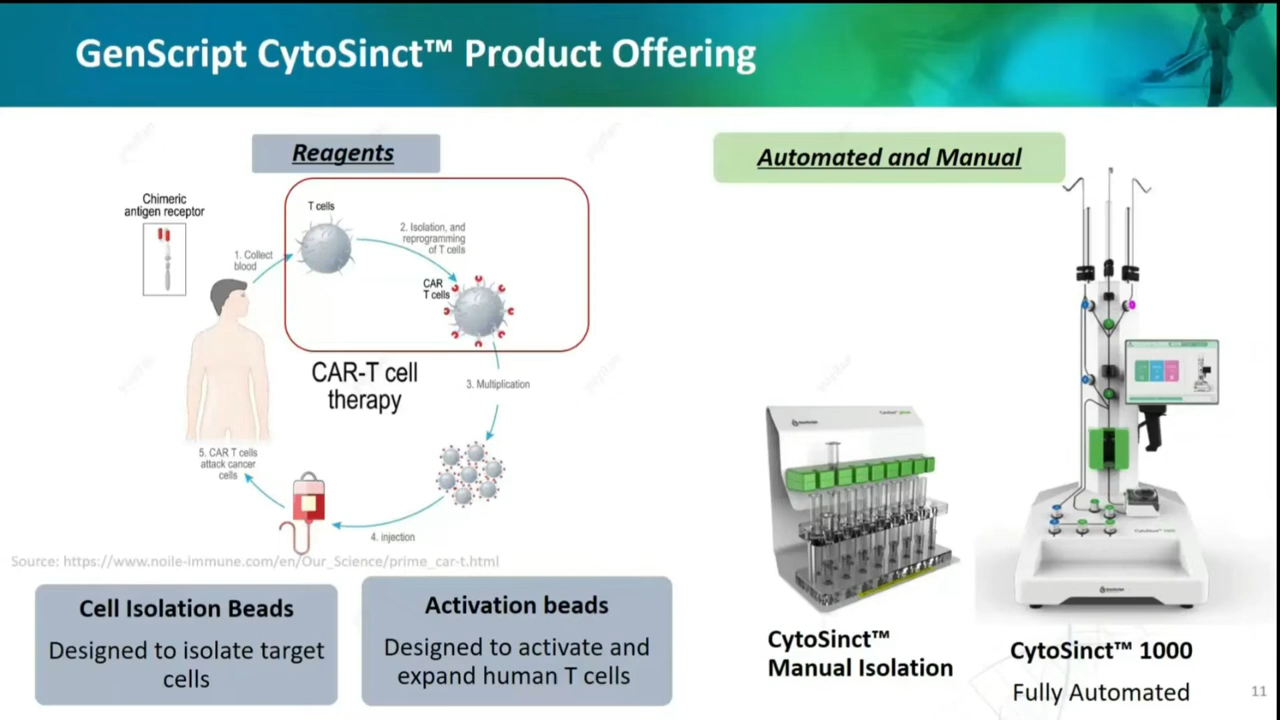 GenScript CytoSinct™ Product Offering
Reagents
Chimeric
antigen receptor
T cells
1. Collect
blood
2. Isolation, and
reprogramming
of T cells
CAR
T cells
CAR-T cell
therapy
3. Multiplication
5. CAR T cells
attack cancer
cells
4. injection
Source: https://www.noile-immune.com/en/Our_Science/prime_car-t.html
Cell Isolation Beads
Designed to isolate target
cells
Activation beads
Designed to activate and
expand human T cells
Automated and Manual
CytoSinct™
Manual Isolation
CytoSinct™ 1000
Fully Automated
11